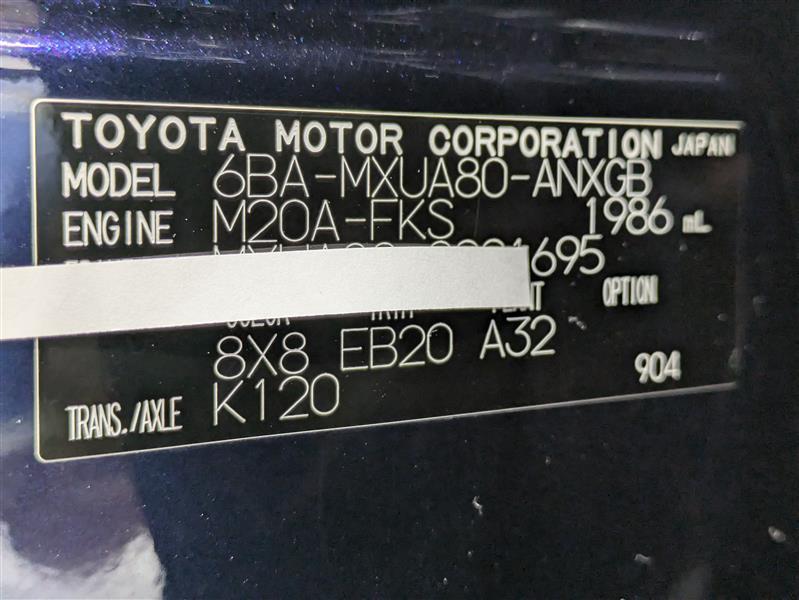 TOYOTA MOTOR CORPORATION JAPAN
MODEL 6BA-MXUA80-ANXGB
ENGINE M20A-FKS 1986 mL
695
OPTION
8X8 EB20 A32
904
TRANS./AXLE K120